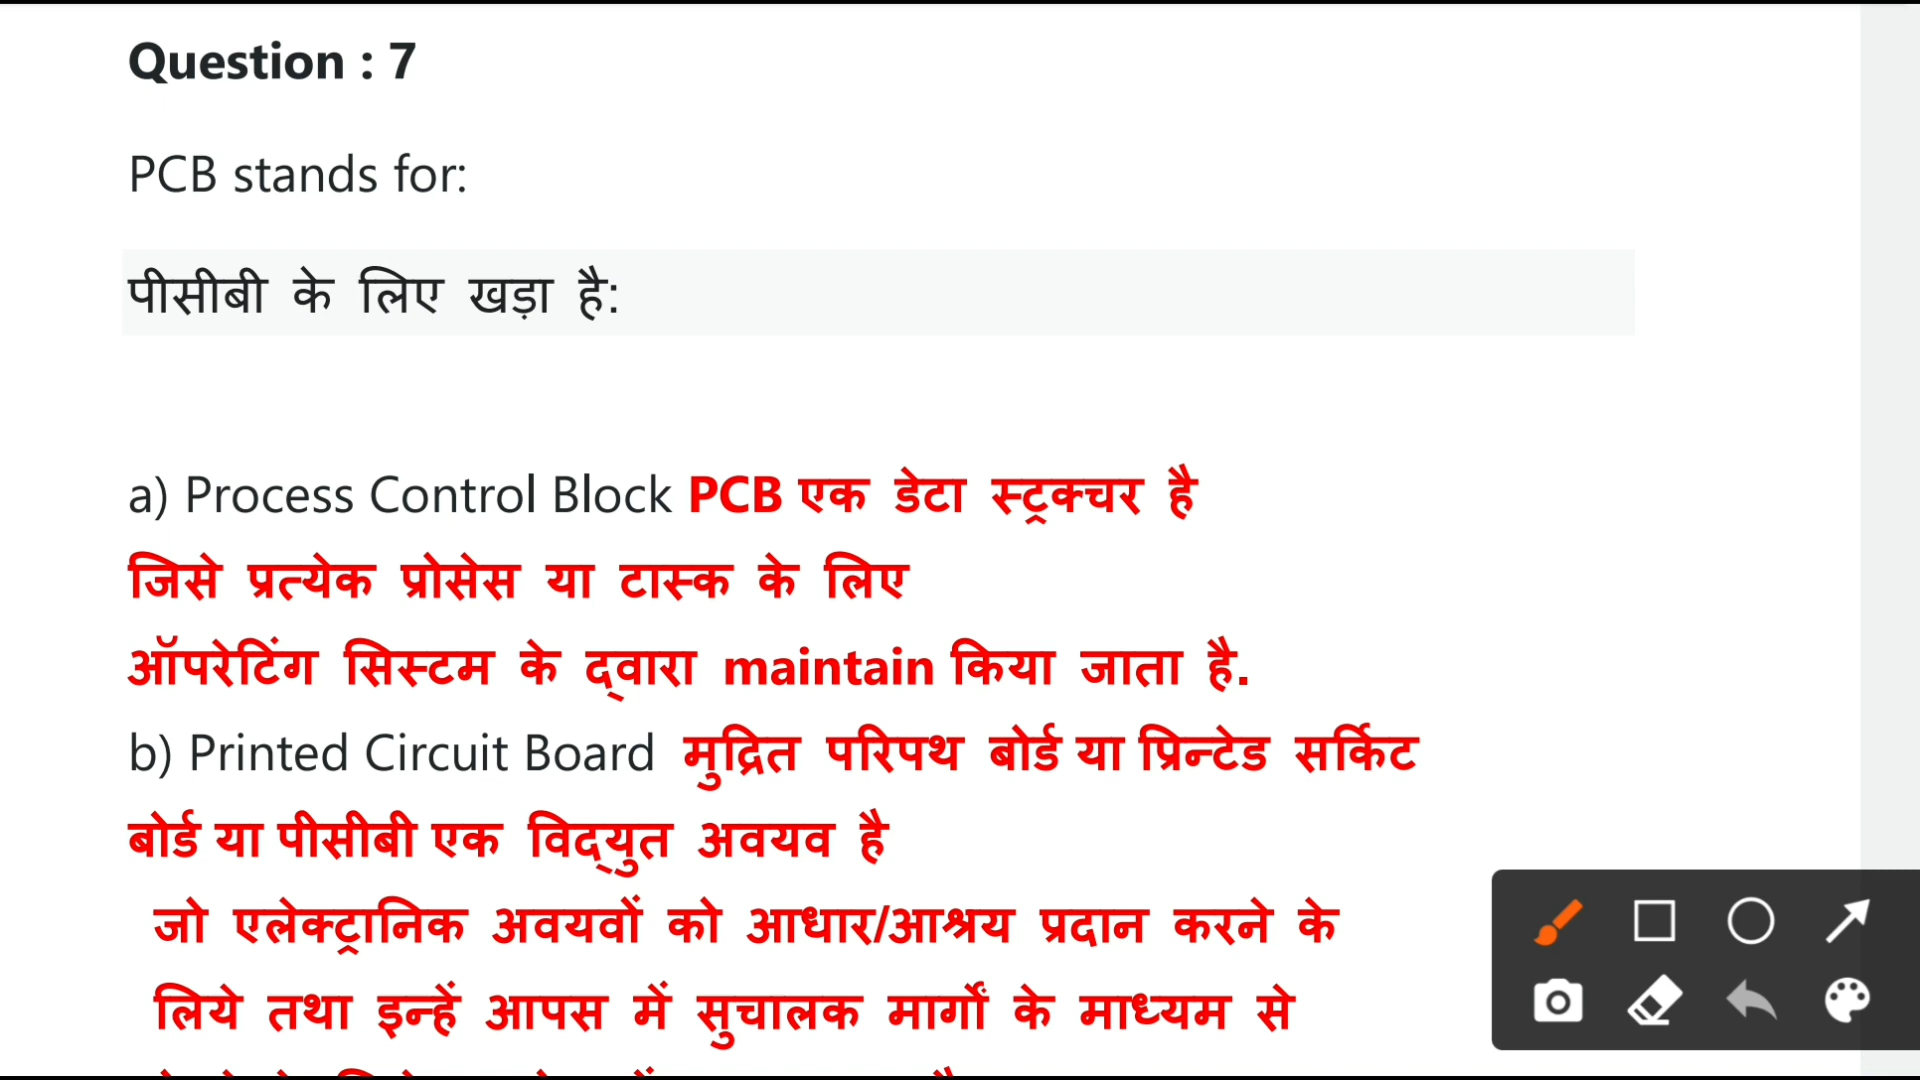 Question : 7
PCB stands for:
पीसीबी के लिए खड़ा है:
a) Process Control Block PCB एक डेटा स्ट्रक्चर है
जिसे प्रत्येक प्रोसेस या टास्क के लिए
ऑपरेटिंग सिस्टम के द्वारा maintain किया जाता है.
b) Printed Circuit Board मुद्रित परिपथ बोर्ड या प्रिन्टेड सर्किट
बोर्ड या पीसीबी एक विद्युत अवयव है
जो एलेक्ट्रानिक अवयवों को आधार/आश्रय प्रदान करने के
लिये तथा इन्हें आपस में सुचालक मार्गों के माध्यम से